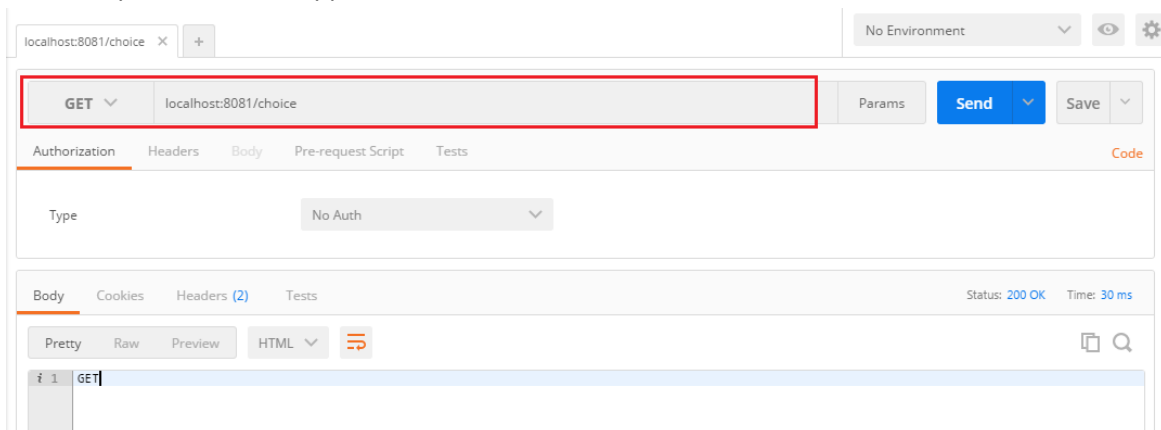 localhost:8081/choice × +
No Environment
GET localhost:8081/choice Params Send Save
Authorization Headers Body Pre-request Script Tests Code
Type No Auth
Body Cookies Headers (2) Tests Status: 200 OK Time: 30 ms
Pretty Raw Preview HTML
i 1 GET